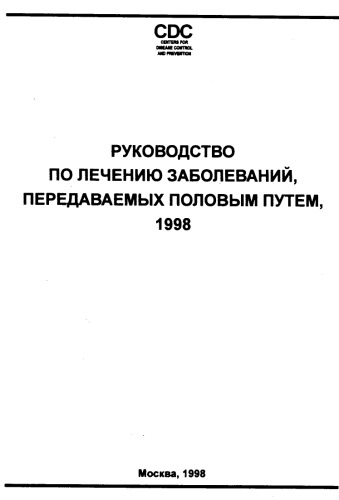 CDC
CENTERS FOR
DISEASE CONTROL
AND PREVENTION
РУКОВОДСТВО
ПО ЛЕЧЕНИЮ ЗАБОЛЕВАНИЙ,
ПЕРЕДАВАЕМЫХ ПОЛОВЫМ ПУТЕМ,
1998
Москва, 1998